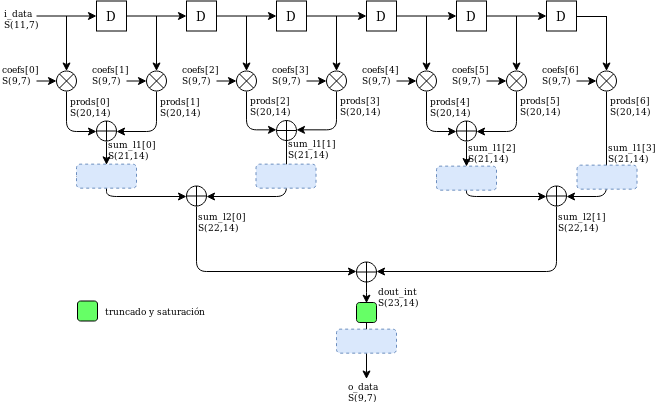 i_data
S(11,7)
D
D
D
D
D
D
coefs[0]
S(9,7)
coefs[1]
S(9,7)
coefs[2]
S(9,7)
coefs[3]
S(9,7)
coefs[4]
S(9,7)
coefs[5]
S(9,7)
coefs[6]
S(9,7)
prods[0]
S(20,14)
prods[1]
S(20,14)
prods[2]
S(20,14)
prods[3]
S(20,14)
prods[4]
S(20,14)
prods[5]
S(20,14)
prods[6]
S(20,14)
sum_l1[0]
S(21,14)
sum_l1[1]
S(21,14)
sum_l1[2]
S(21,14)
sum_l1[3]
S(21,14)
sum_l2[0]
S(22,14)
sum_l2[1]
S(22,14)
dout_int
S(23,14)
truncado y saturación
o_data
S(9,7)